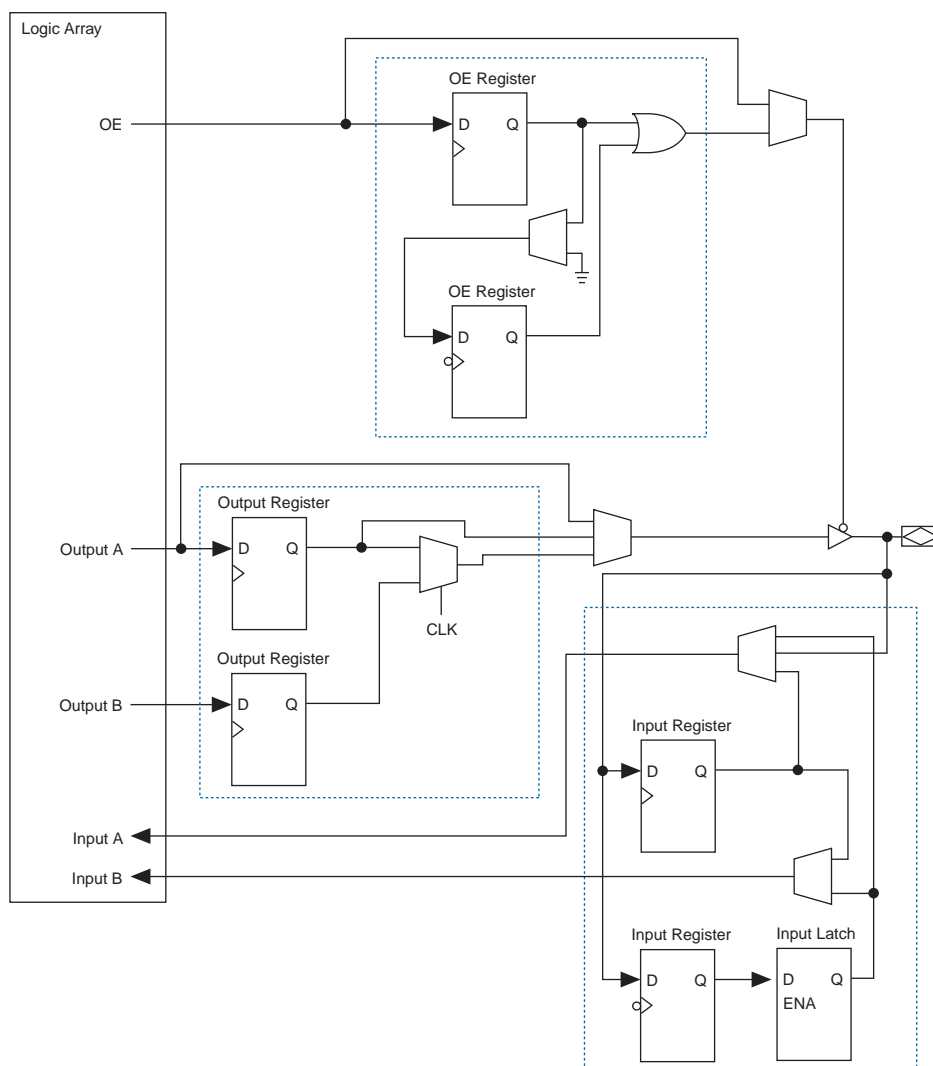 Logic Array
OE Register
OE
D Q
OE Register
D Q
Output Register
Output A
D Q
CLK
Output Register
Output B
D Q
Input Register
D Q
Input A
Input B
Input Register
Input Latch
D Q
D Q
ENA